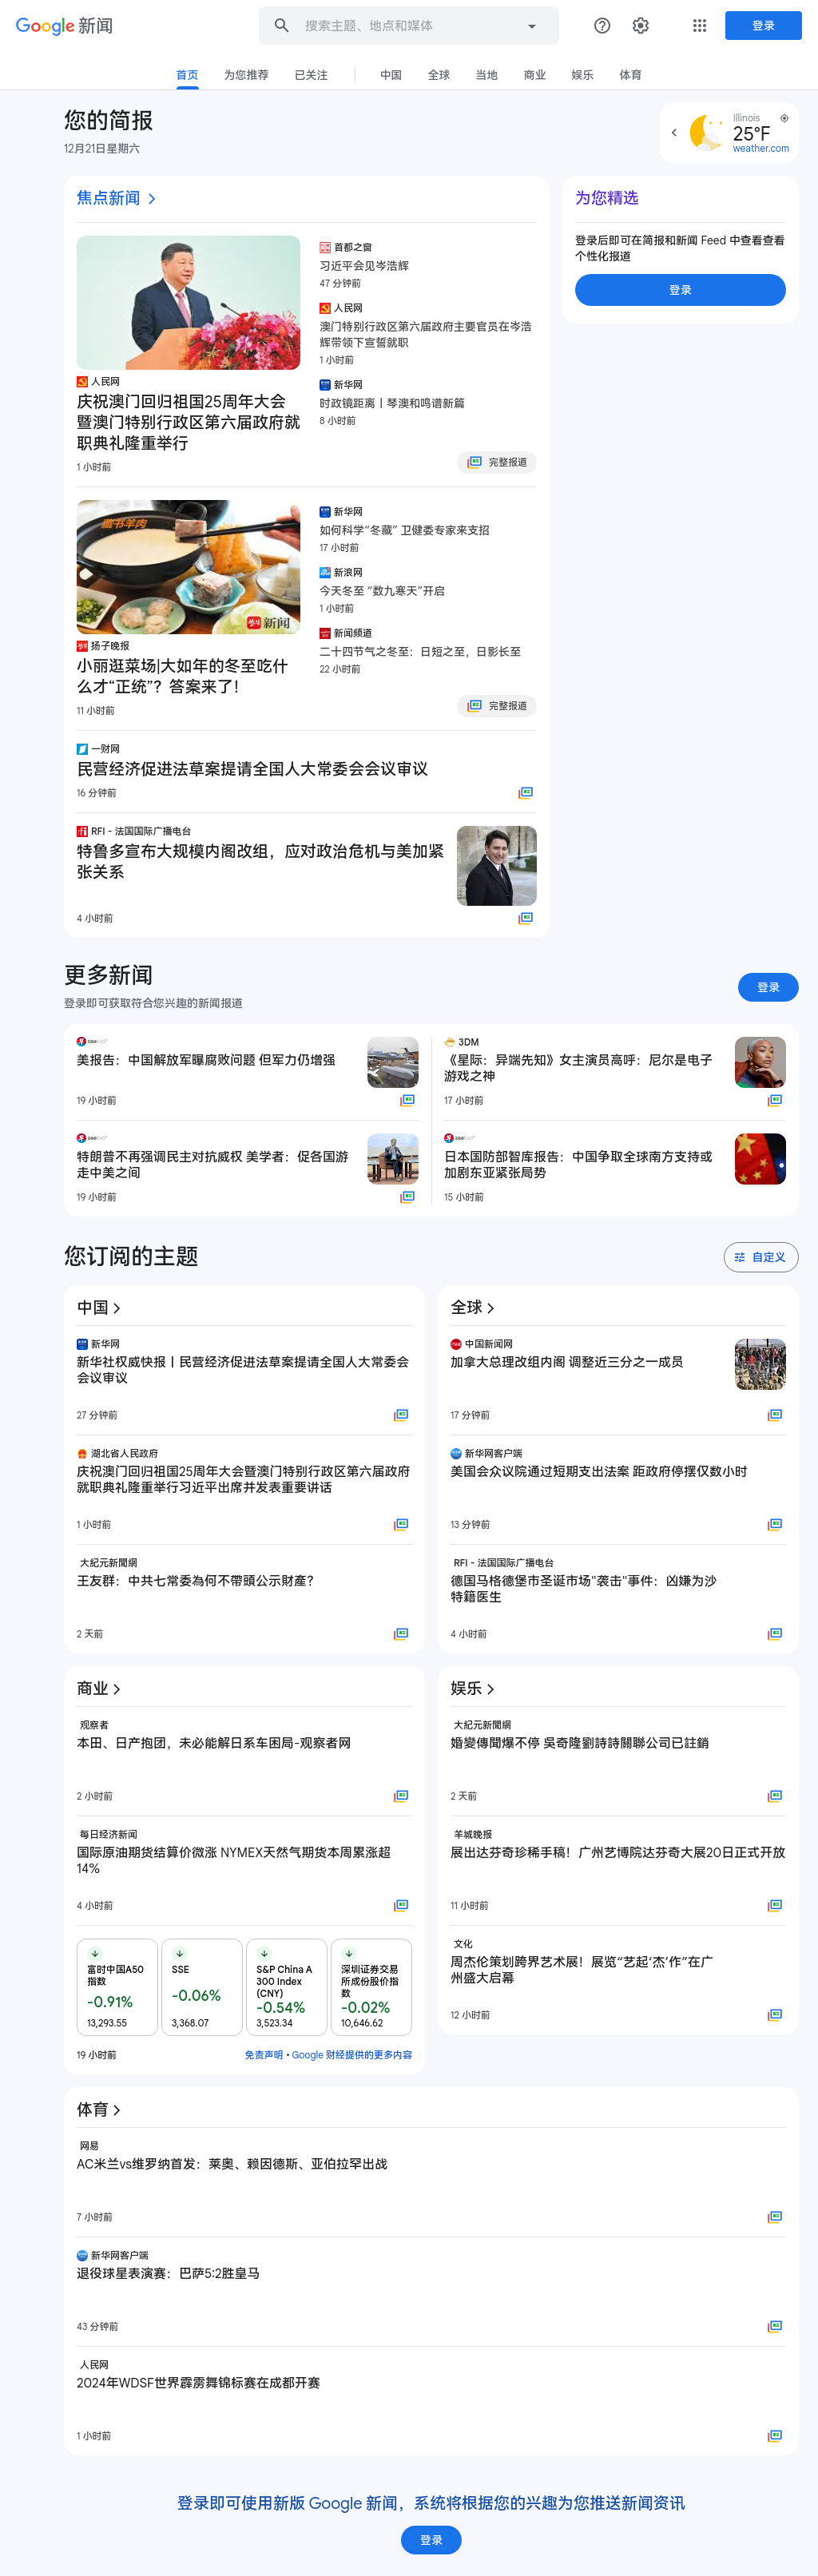 Google 新闻
搜索主题、地点和媒体
登录
首页
为您推荐
已关注
中国
全球
当地
商业
娱乐
体育
您的简报
12月21日星期六
Illinois
25°F
weather.com
焦点新闻
人民网
庆祝澳门回归祖国25周年大会
暨澳门特别行政区第六届政府就
职典礼隆重举行
1 小时前
首都之窗
习近平会见岑浩辉
47 分钟前
人民网
澳门特别行政区第六届政府主要官员在岑浩
辉带领下宣誓就职
1 小时前
新华网
时政镜距离丨琴澳和鸣谱新篇
8 小时前
完整报道
为您精选
登录后即可在简报和新闻 Feed 中查看查看
个性化报道
登录
新闻
扬子晚报
小丽逛菜场|大如年的冬至吃什
么才“正统”？答案来了！
11 小时前
新华网
如何科学“冬藏” 卫健委专家来支招
17 小时前
新浪网
今天冬至 “数九寒天”开启
1 小时前
新闻频道
二十四节气之冬至：日短之至，日影长至
22 小时前
完整报道
一财网
民营经济促进法草案提请全国人大常委会会议审议
16 分钟前
RFI - 法国国际广播电台
特鲁多宣布大规模内阁改组，应对政治危机与美加紧
张关系
4 小时前
更多新闻
登录即可获取符合您兴趣的新闻报道
登录
美报告：中国解放军曝腐败问题 但军力仍增强
19 小时前
3DM
《星际：异端先知》女主演员高呼：尼尔是电子
游戏之神
17 小时前
特朗普不再强调民主对抗威权 美学者：促各国游
走中美之间
19 小时前
日本国防部智库报告：中国争取全球南方支持或
加剧东亚紧张局势
15 小时前
您订阅的主题
自定义
中国
新华网
新华社权威快报丨民营经济促进法草案提请全国人大常委会
会议审议
27 分钟前
湖北省人民政府
庆祝澳门回归祖国25周年大会暨澳门特别行政区第六届政府
就职典礼隆重举行习近平出席并发表重要讲话
1 小时前
大紀元新聞網
王友群：中共七常委為何不帶頭公示財產？
2 天前
全球
中国新闻网
加拿大总理改组内阁 调整近三分之一成员
17 分钟前
新华网客户端
美国会众议院通过短期支出法案 距政府停摆仅数小时
13 分钟前
RFI - 法国国际广播电台
德国马格德堡市圣诞市场"袭击"事件：凶嫌为沙
特籍医生
4 小时前
商业
观察者
本田、日产抱团，未必能解日系车困局-观察者网
2 小时前
每日经济新闻
国际原油期货结算价微涨 NYMEX天然气期货本周累涨超
14%
4 小时前
富时中国A50
指数
-0.91%
13,293.55
SSE
-0.06%
3,368.07
S&P China A
300 Index
(CNY)
-0.54%
3,523.34
深圳证券交易
所成份股价指
数
-0.02%
10,646.62
19 小时前
免责声明 • Google 财经提供的更多内容
娱乐
大紀元新聞網
婚變傳聞爆不停 吳奇隆劉詩詩關聯公司已註銷
2 天前
羊城晚报
展出达芬奇珍稀手稿！广州艺博院达芬奇大展20日正式开放
11 小时前
文化
周杰伦策划跨界艺术展！展览“艺起‘杰’作”在广
州盛大启幕
12 小时前
体育
网易
AC米兰vs维罗纳首发：莱奥、赖因德斯、亚伯拉罕出战
7 小时前
新华网客户端
退役球星表演赛：巴萨5:2胜皇马
43 分钟前
人民网
2024年WDSF世界霹雳舞锦标赛在成都开赛
1 小时前
登录即可使用新版 Google 新闻，系统将根据您的兴趣为您推送新闻资讯
登录